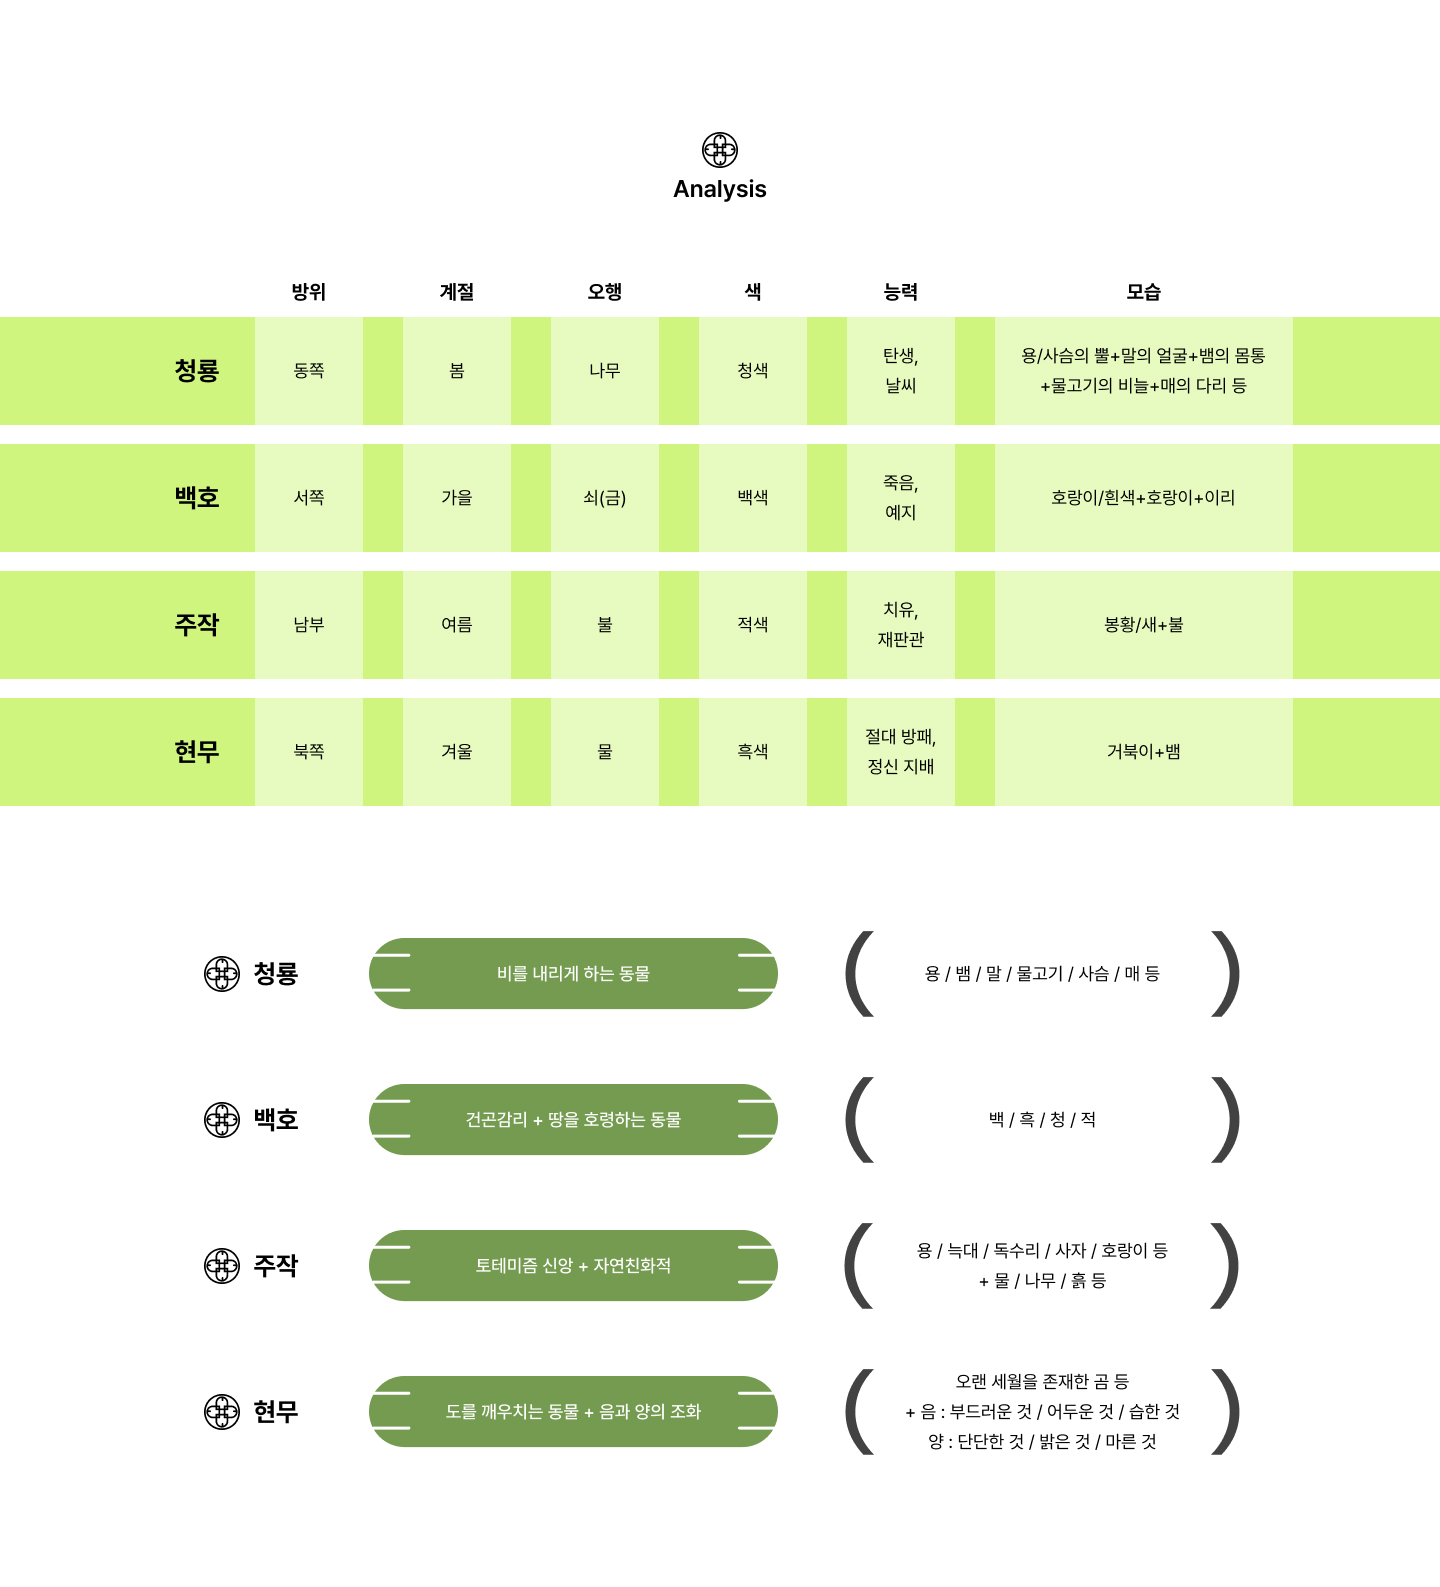 Analysis
방위 계절 오행 색 능력 모습
청룡 동쪽 봄 나무 청색 탄생, 용/사슴의 뿔+말의 얼굴+뱀의 몸통
날씨 +물고기의 비늘+매의 다리 등
백호 서쪽 가을 쇠(금) 백색 죽음, 호랑이/흰색+호랑이+이리
예지
주작 남부 여름 불 적색 치유, 봉황/새+불
재판관
현무 북쪽 겨울 물 흑색 절대 방패, 거북이+뱀
정신 지배
청룡 비를 내리게 하는 동물 ( 용 / 뱀 / 말 / 물고기 / 사슴 / 매 등 )
백호 건곤감리 + 땅을 호령하는 동물 ( 백 / 흑 / 청 / 적 )
주작 토테미즘 신앙 + 자연친화적 ( 용 / 늑대 / 독수리 / 사자 / 호랑이 등
+ 물 / 나무 / 흙 등 )
현무 도를 깨우치는 동물 + 음과 양의 조화 ( 오랜 세월을 존재한 곰 등
+ 음 : 부드러운 것 / 어두운 것 / 습한 것
양 : 단단한 것 / 밝은 것 / 마른 것 )